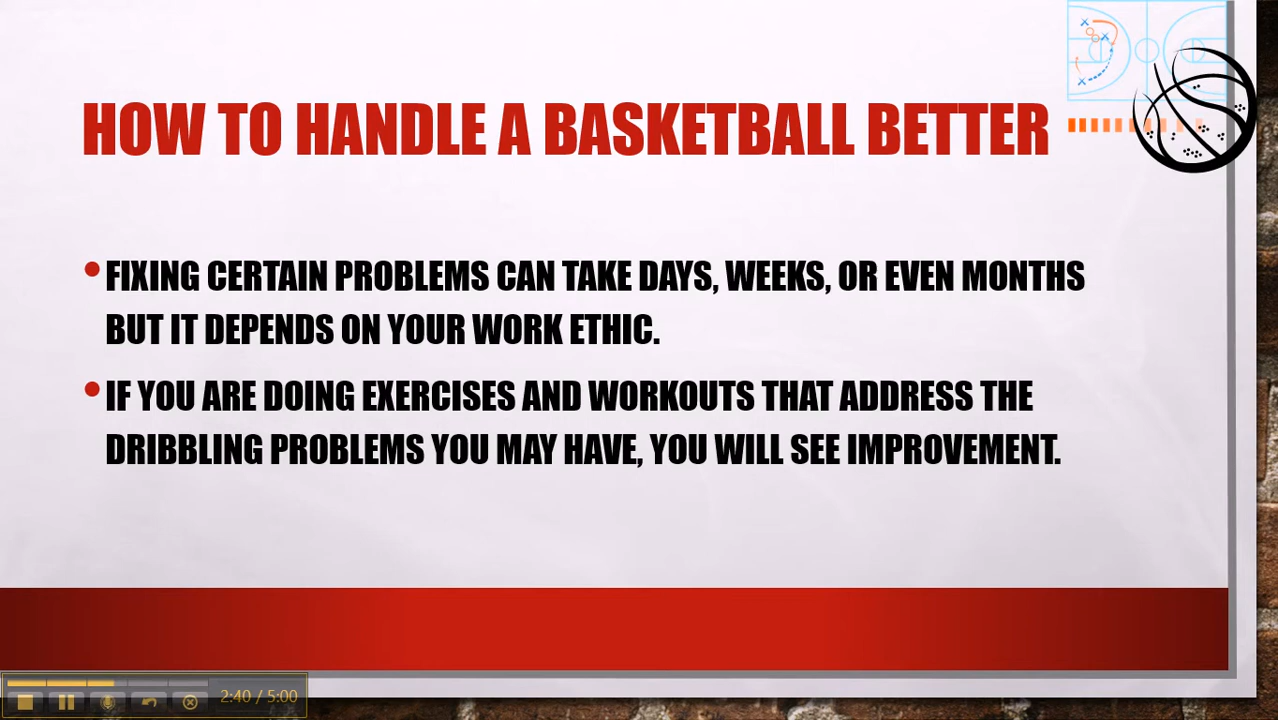 HOW TO HANDLE A BASKETBALL BETTER
•FIXING CERTAIN PROBLEMS CAN TAKE DAYS, WEEKS, OR EVEN MONTHS
BUT IT DEPENDS ON YOUR WORK ETHIC.
•IF YOU ARE DOING EXERCISES AND WORKOUTS THAT ADDRESS THE
DRIBBLING PROBLEMS YOU MAY HAVE, YOU WILL SEE IMPROVEMENT.
2:40 / 5:00